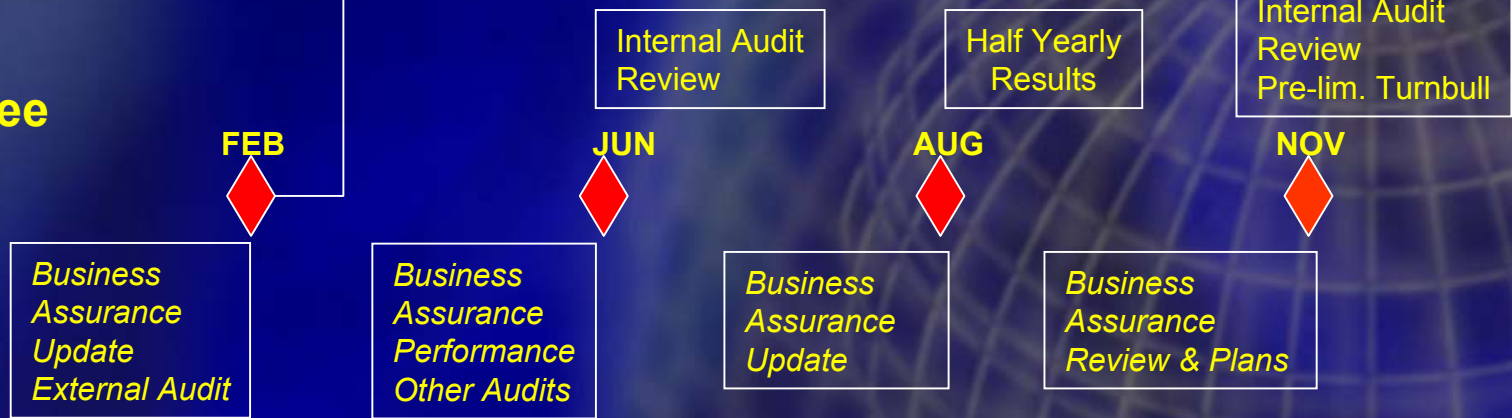 Internal Audit
Review
Half Yearly
Results
Internal Audit
Review
Pre-lim. Turnbull
ee
FEB
JUN
AUG
NOV
Business
Assurance
Update
External Audit
Business
Assurance
Performance
Other Audits
Business
Assurance
Update
Business
Assurance
Review & Plans